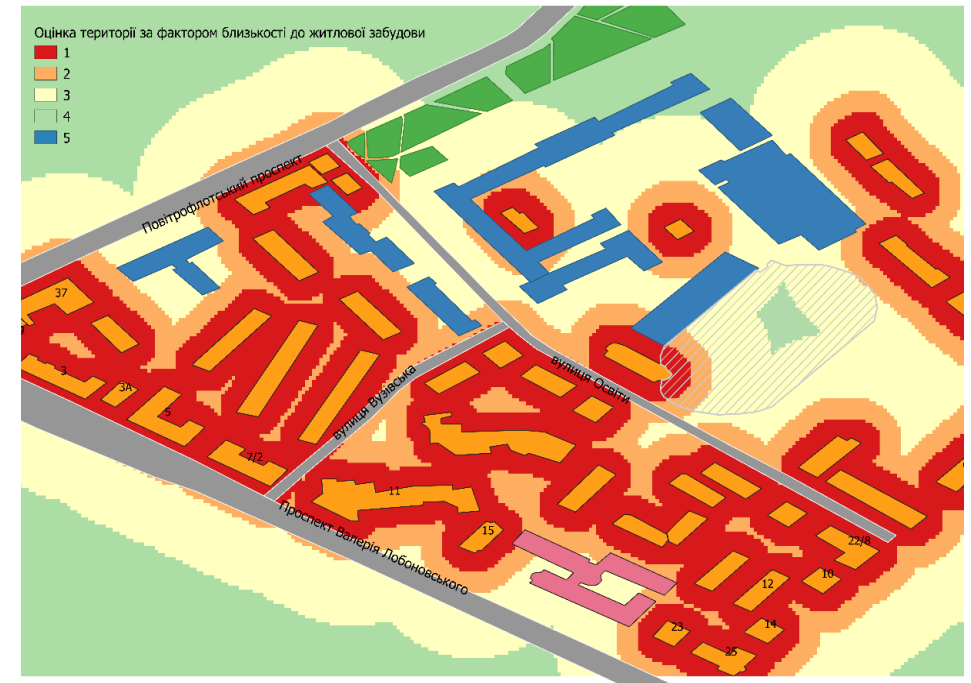 Оцінка території за фактором близькості до житлової забудови
1
2
3
4
5
Повітрофлотський проспект
37
3
3А
5
7/2
вулиця Вузівська
вулиця Освіти
11
15
Проспект Валерія Лобоновського
22/8
12
10
14
23
25